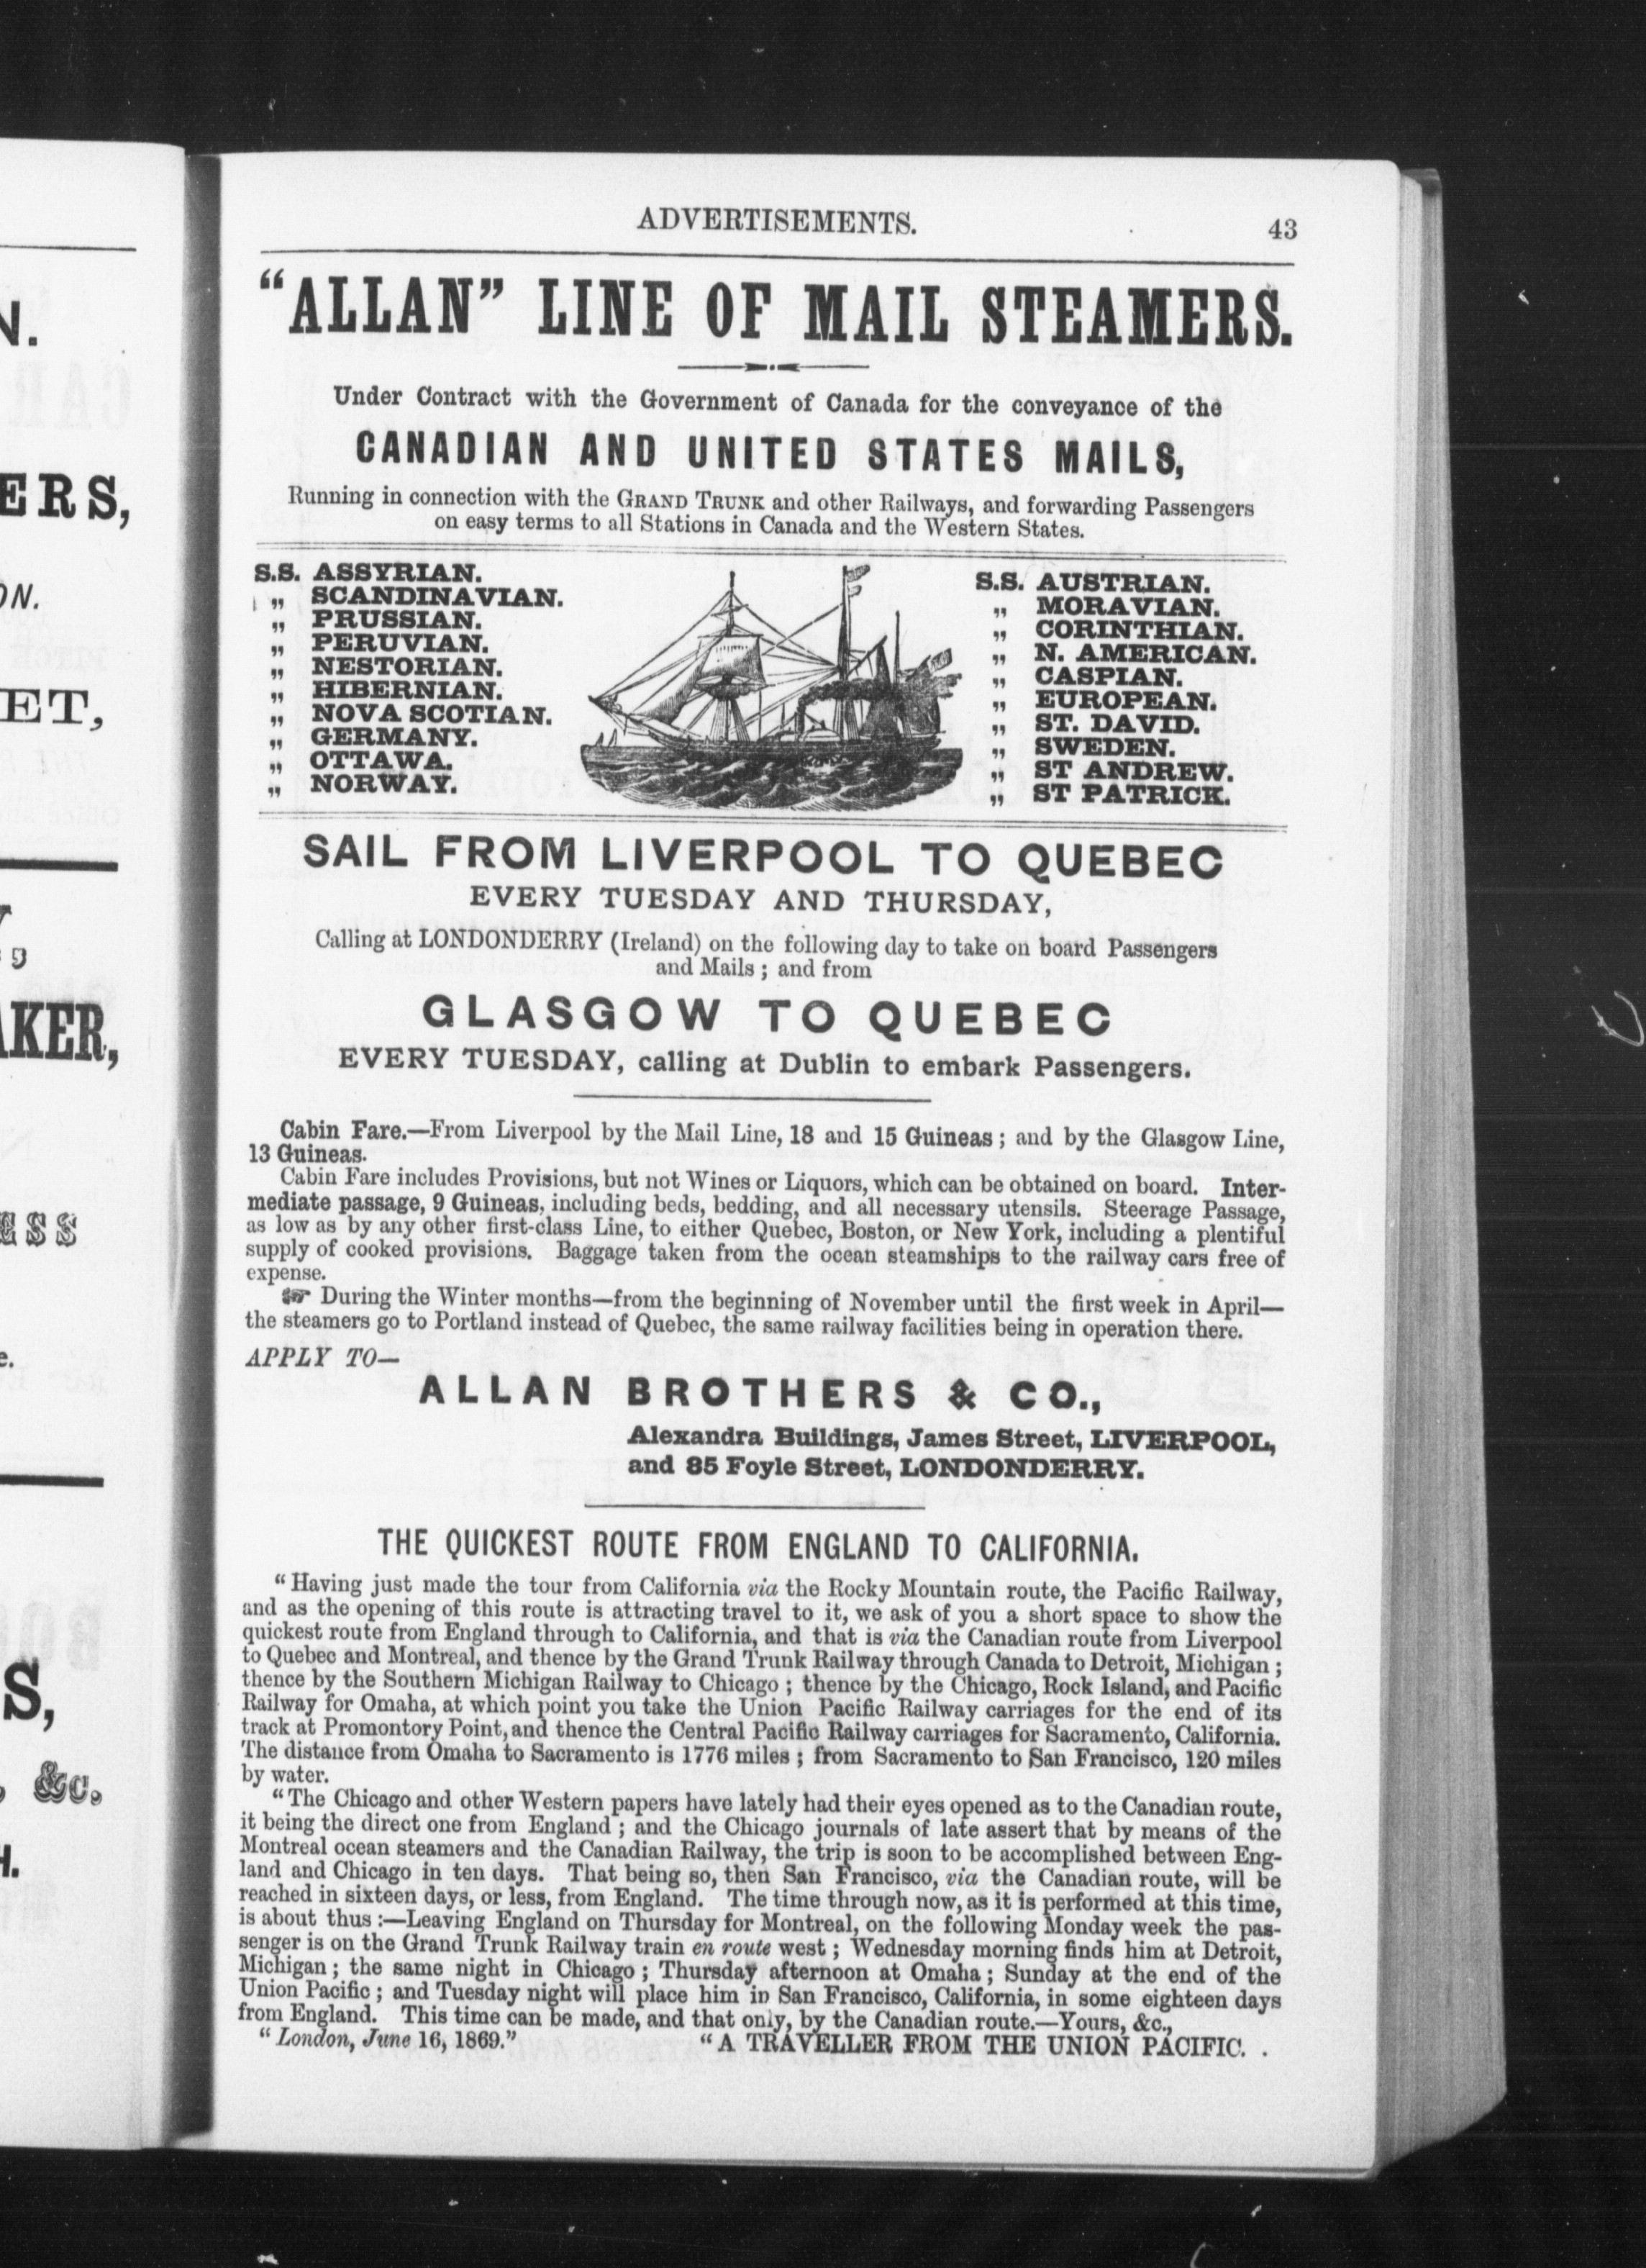 N.
ERS,
ON.
ET,
AKER,
ESS
e.
S,
, &c.
H.
ADVERTISEMENTS.
43
"ALLAN" LINE OF MAIL STEAMERS.
Under Contract with the Government of Canada for the conveyance of the
CANADIAN AND UNITED STATES MAILS,
Running in connection with the GRAND TRUNK and other Railways, and forwarding Passengers
on easy terms to all Stations in Canada and the Western States.
S.S. ASSYRIAN.
„ SCANDINAVIAN.
„ PRUSSIAN.
„ PERUVIAN.
„ NESTORIAN.
„ HIBERNIAN.
„ NOVA SCOTIAN.
„ GERMANY.
„ OTTAWA.
„ NORWAY.
S.S. AUSTRIAN.
„ MORAVIAN.
„ CORINTHIAN.
„ N. AMERICAN.
„ CASPIAN.
„ EUROPEAN.
„ ST. DAVID.
„ SWEDEN.
„ ST ANDREW.
„ ST PATRICK.
SAIL FROM LIVERPOOL TO QUEBEC
EVERY TUESDAY AND THURSDAY,
Calling at LONDONDERRY (Ireland) on the following day to take on board Passengers
and Mails ; and from
GLASGOW TO QUEBEC
EVERY TUESDAY, calling at Dublin to embark Passengers.
Cabin Fare.—From Liverpool by the Mail Line, 18 and 15 Guineas ; and by the Glasgow Line,
13 Guineas.
Cabin Fare includes Provisions, but not Wines or Liquors, which can be obtained on board. Inter-
mediate passage, 9 Guineas, including beds, bedding, and all necessary utensils. Steerage Passage,
as low as by any other first-class Line, to either Quebec, Boston, or New York, including a plentiful
supply of cooked provisions. Baggage taken from the ocean steamships to the railway cars free of
expense.
☞ During the Winter months—from the beginning of November until the first week in April—
the steamers go to Portland instead of Quebec, the same railway facilities being in operation there.
APPLY TO—
ALLAN BROTHERS & CO.,
Alexandra Buildings, James Street, LIVERPOOL,
and 85 Foyle Street, LONDONDERRY.
THE QUICKEST ROUTE FROM ENGLAND TO CALIFORNIA.
"Having just made the tour from California via the Rocky Mountain route, the Pacific Railway,
and as the opening of this route is attracting travel to it, we ask of you a short space to show the
quickest route from England through to California, and that is via the Canadian route from Liverpool
to Quebec and Montreal, and thence by the Grand Trunk Railway through Canada to Detroit, Michigan ;
thence by the Southern Michigan Railway to Chicago ; thence by the Chicago, Rock Island, and Pacific
Railway for Omaha, at which point you take the Union Pacific Railway carriages for the end of its
track at Promontory Point, and thence the Central Pacific Railway carriages for Sacramento, California.
The distance from Omaha to Sacramento is 1776 miles ; from Sacramento to San Francisco, 120 miles
by water.
"The Chicago and other Western papers have lately had their eyes opened as to the Canadian route,
it being the direct one from England ; and the Chicago journals of late assert that by means of the
Montreal ocean steamers and the Canadian Railway, the trip is soon to be accomplished between Eng-
land and Chicago in ten days. That being so, then San Francisco, via the Canadian route, will be
reached in sixteen days, or less, from England. The time through now, as it is performed at this time,
is about thus :—Leaving England on Thursday for Montreal, on the following Monday week the pas-
senger is on the Grand Trunk Railway train en route west ; Wednesday morning finds him at Detroit,
Michigan ; the same night in Chicago ; Thursday afternoon at Omaha ; Sunday at the end of the
Union Pacific ; and Tuesday night will place him in San Francisco, California, in some eighteen days
from England. This time can be made, and that only, by the Canadian route.—Yours, &c.,
"London, June 16, 1869." "A TRAVELLER FROM THE UNION PACIFIC.